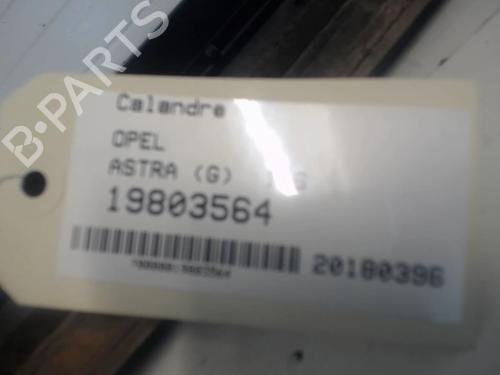 B-PARTS
Calandre
OPEL
ASTRA (G)
19803564
20180396